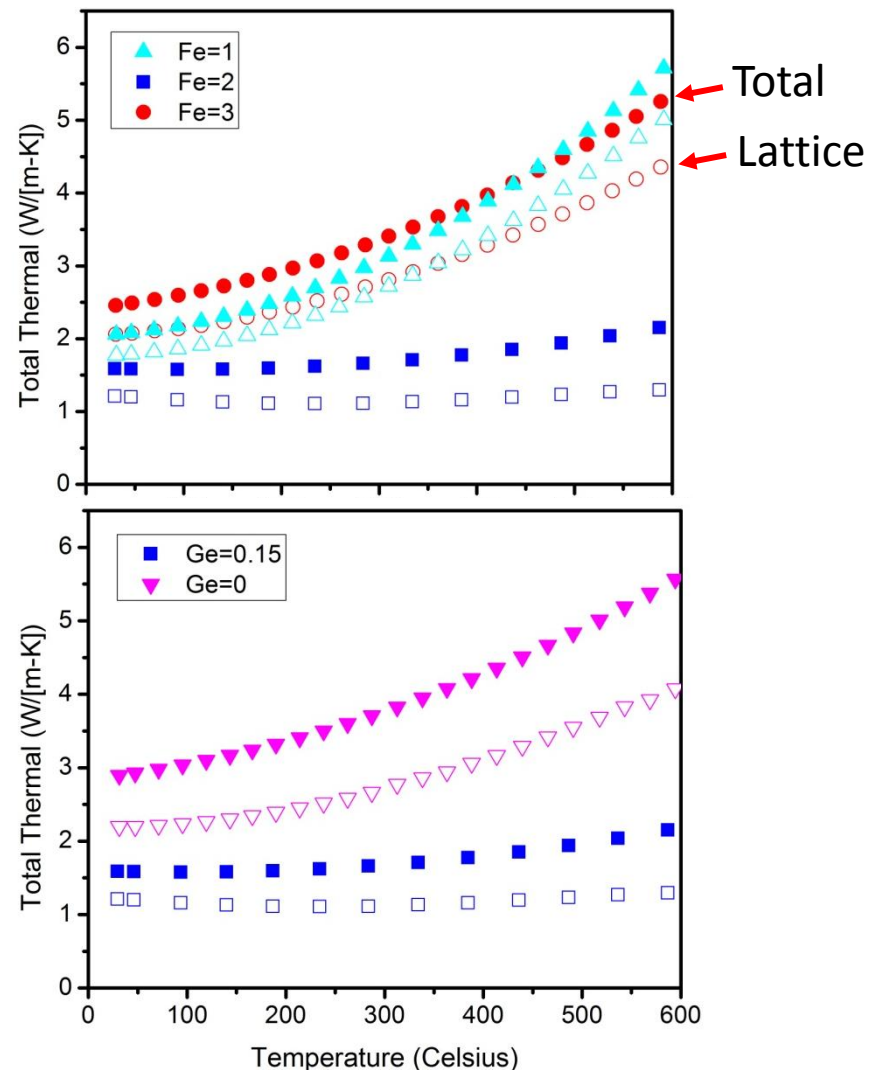 6
5
4
3
2
1
0
Total Thermal (W/[m-K])
Fe=1
Fe=2
Fe=3
Total
Lattice
6
5
4
3
2
1
0
Total Thermal (W/[m-K])
Ge=0.15
Ge=0
0 100 200 300 400 500 600
Temperature (Celsius)